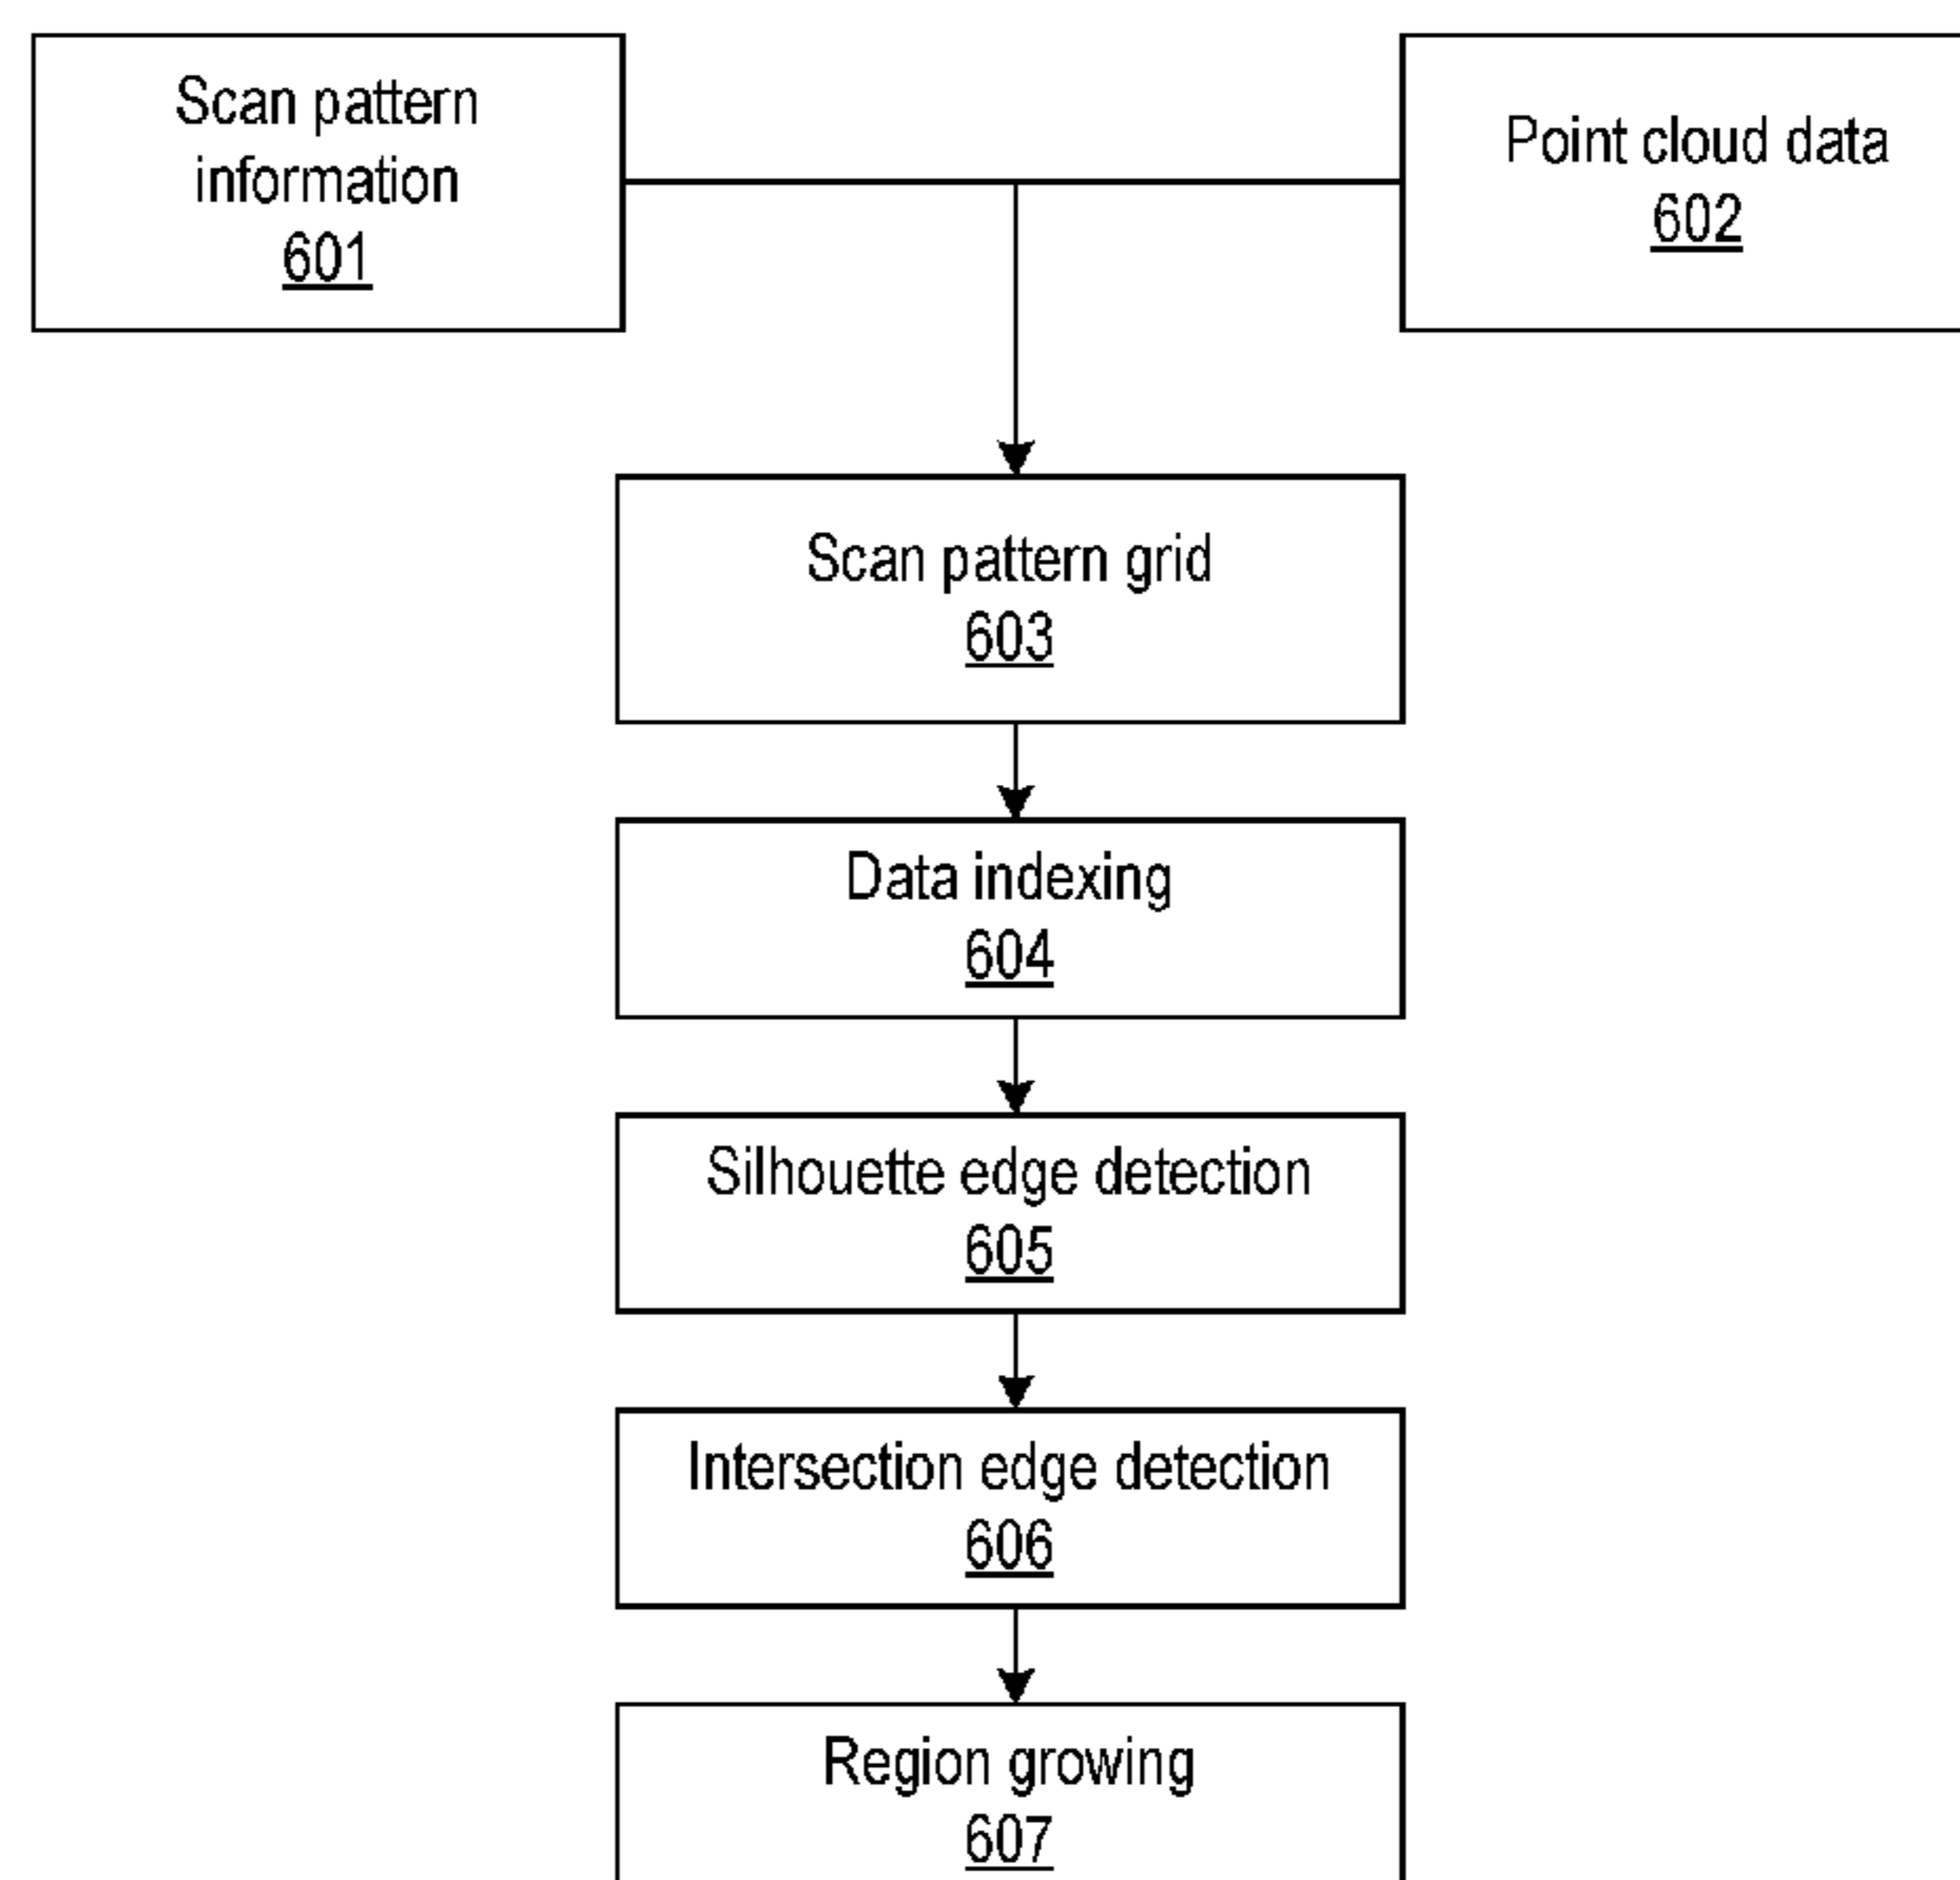 Scan pattern
information
601
Point cloud data
602
Scan pattern grid
603
Data indexing
604
Silhouette edge detection
605
Intersection edge detection
606
Region growing
607